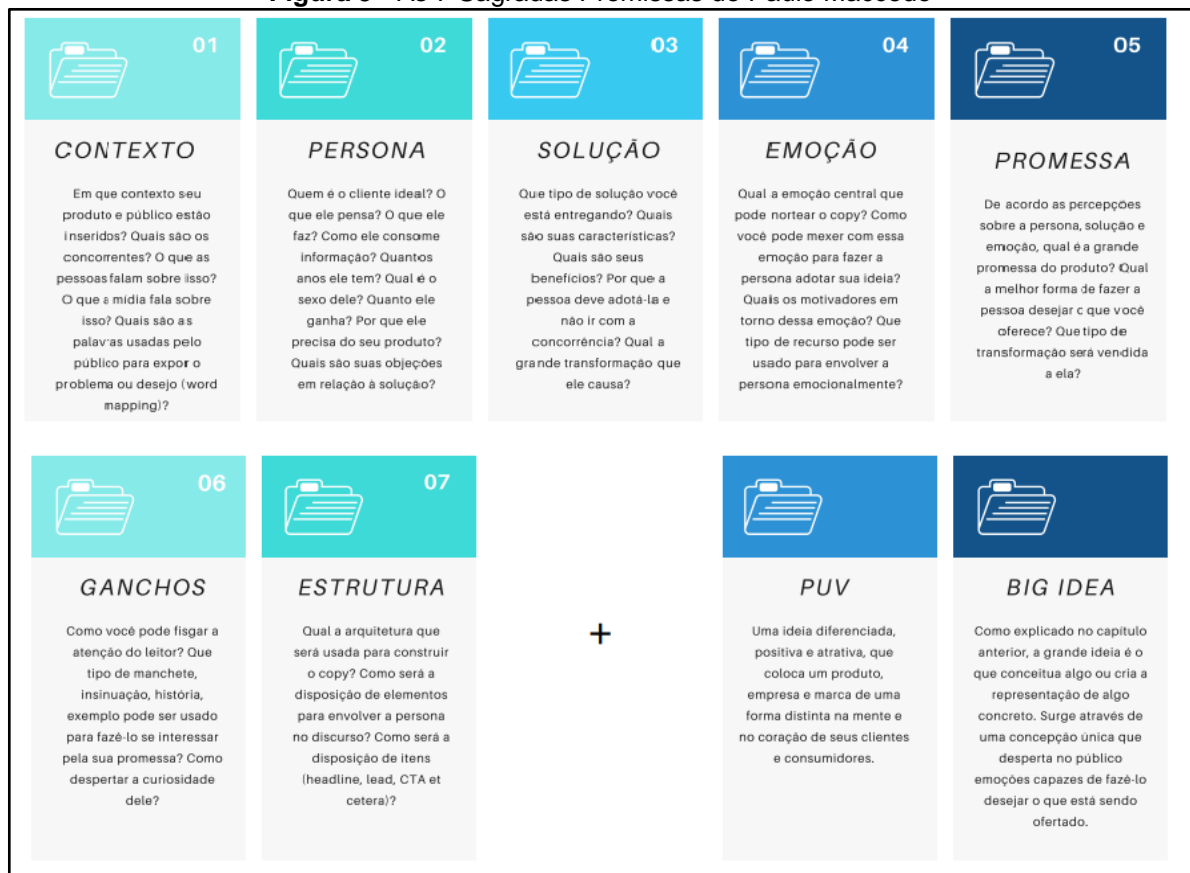 01
CONTEXTO
Em que contexto seu
produto e público estão
inseridos? Quais são os
concorrentes? O que as
pessoas falam sobre isso?
O que a mídia fala sobre
isso? Quais são as
palavras usadas pelo
público para expor o
problema ou desejo (word
mapping)?
02
PERSONA
Quem é o cliente ideal? O
que ele pensa? O que ele
faz? Como ele consome
informação? Quantos
anos ele tem? Qual é o
sexo dele? Quanto ele
ganha? Por que ele
precisa do seu produto?
Quais são suas objeções
em relação à solução?
03
SOLUÇÃO
Que tipo de solução você
está entregando? Quais
são suas características?
Quais são seus
benefícios? Por que a
pessoa deve adotá-la e
não ir com a
concorrência? Qual a
grande transformação que
ele causa?
04
EMOÇÃO
Qual a emoção central que
pode nortear o copy? Como
você pode mexer com essa
emoção para fazer a
persona adotar sua ideia?
Quais os motivadores em
torno dessa emoção? Que
tipo de recurso pode ser
usado para envolver a
persona emocionalmente?
05
PROMESSA
De acordo as percepções
sobre a persona, solução e
emoção, qual é a grande
promessa do produto? Qual
a melhor forma de fazer a
pessoa desejar o que você
oferece? Que tipo de
transformação será vendida
a ela?
06
GANCHOS
Como você pode fisgar a
atenção do leitor? Que
tipo de manchete,
insinuação, história,
exemplo pode ser usado
para fazê-lo se interessar
pela sua promessa? Como
despertar a curiosidade
dele?
07
ESTRUTURA
Qual a arquitetura que
será usada para construir
o copy? Como será a
disposição de elementos
para envolver a persona
no discurso? Como será a
disposição de itens
(headline, lead, CTA et
cetera)?
+
PUV
Uma ideia diferenciada,
positiva e atrativa, que
coloca um produto,
empresa e marca de uma
forma distinta na mente e
no coração de seus clientes
e consumidores.
BIG IDEA
Como explicado no capítulo
anterior, a grande ideia é o
que conceitua algo ou cria a
representação de algo
concreto. Surge através de
uma concepção única que
desperta no público
emoções capazes de fazê-lo
desejar o que está sendo
ofertado.